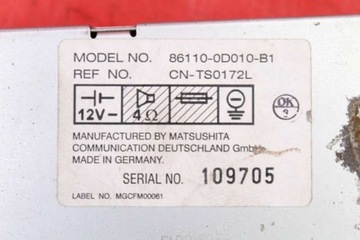 MODEL NO. 86110-0D010-B1
REF NO. CN-TS0172L
12V⎓ 4Ω
OK
MANUFACTURED BY MATSUSHITA
COMMUNICATION DEUTSCHLAND GmbH
MADE IN GERMANY.
SERIAL NO. 109705
LABEL NO. MGCFM00061